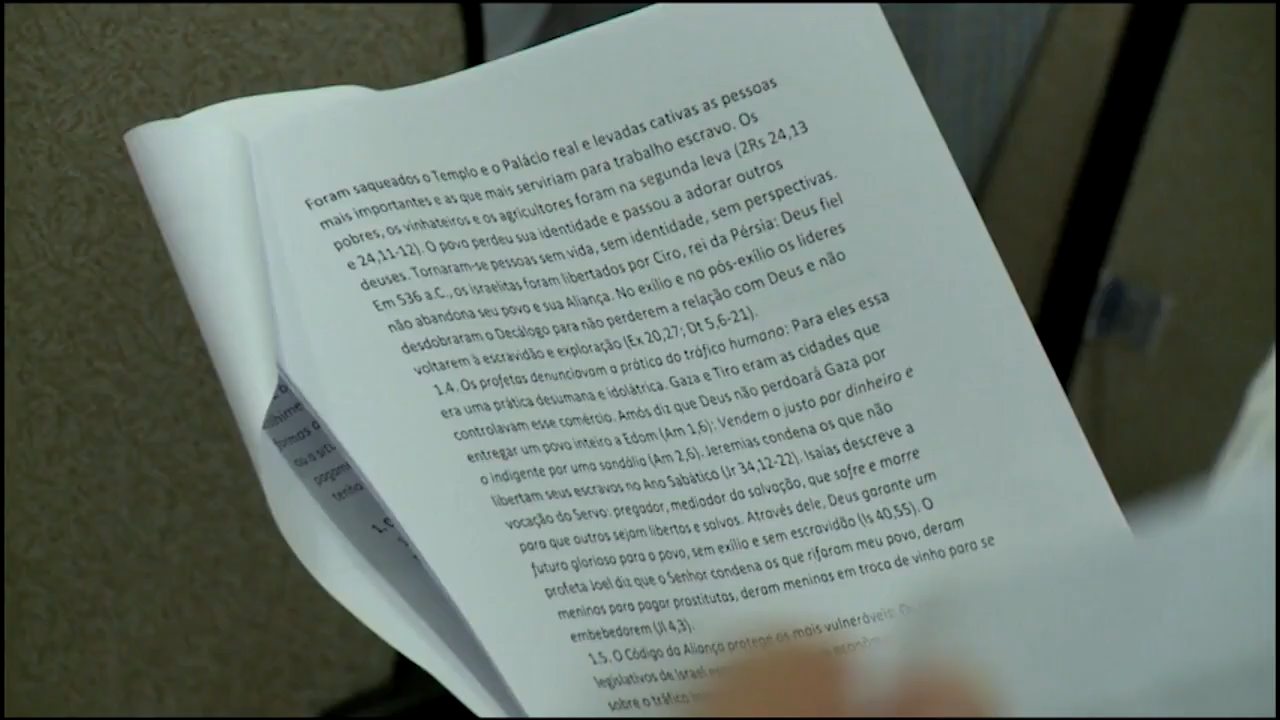 Foram saqueados o Templo e o Palácio real e levadas cativas as pessoas
mais importantes e as que mais serviriam para trabalho escravo. Os
pobres, os vinhateiros e os agricultores foram na segunda leva (2Rs 24,13
e 24,11-12). O povo perdeu sua identidade e passou a adorar outros
deuses. Tornaram-se pessoas sem vida, sem identidade, sem perspectivas.
Em 536 a.C., os israelitas foram libertados por Ciro, rei da Pérsia: Deus fiel
não abandona seu povo e sua Aliança. No exílio e no pós-exílio os líderes
desdobraram o Decálogo para não perderem a relação com Deus e não
voltarem à escravidão e exploração (Ex 20,27; Dt 5,6-21).
1.4. Os profetas denunciavam a prática do tráfico humano: Para eles essa
era uma prática desumana e idolátrica. Gaza e Tiro eram as cidades que
controlavam esse comércio. Amós diz que Deus não perdoará Gaza por
entregar um povo inteiro a Edom (Am 1,6); Vendem o justo por dinheiro e
o indigente por uma sandália (Am 2,6). Jeremias condena os que não
libertam seus escravos no Ano Sabático (Jr 34,12-22). Isaías descreve a
vocação do Servo: pregador, mediador da salvação, que sofre e morre
para que outros sejam libertos e salvos. Através dele, Deus garante um
futuro glorioso para o povo, sem exílio e sem escravidão (Is 40,55). O
profeta Joel diz que o Senhor condena os que rifaram meu povo, deram
meninos para pagar prostitutas, deram meninas em troca de vinho para se
embebedarem (Jl 4,3).
1.5. O Código da Aliança protege os mais vulneráveis:
legislativos de Israel
sobre o tráfico